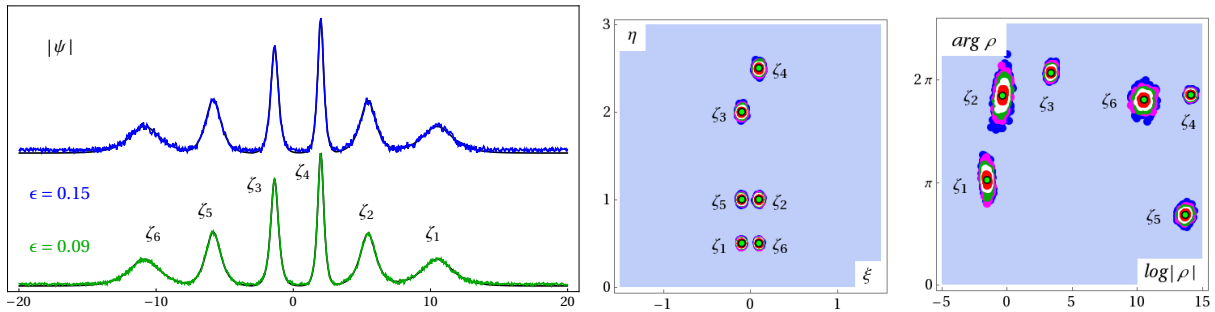 |ψ|
ϵ = 0.15
ϵ = 0.09
ζ₆
ζ₅
ζ₃
ζ₄
ζ₂
ζ₁
−20
−10
0
10
20
3
2
1
0
η
ζ₄
ζ₃
ζ₅
ζ₂
ζ₁
ζ₆
ξ
−1
0
1
arg ρ
2 π
π
0
ζ₂
ζ₃
ζ₆
ζ₄
ζ₁
ζ₅
log| ρ |
−5
0
5
10
15